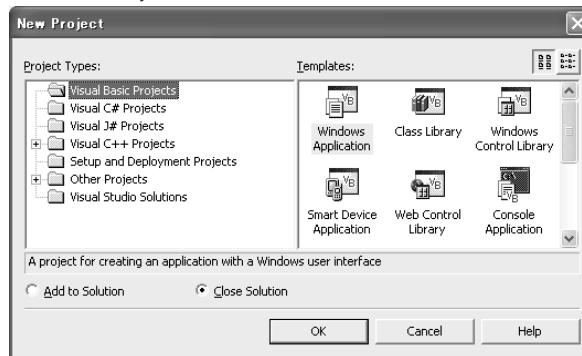 New Project
Project Types:
Templates:
Visual Basic Projects
Visual C# Projects
Visual J# Projects
Visual C++ Projects
Setup and Deployment Projects
Other Projects
Visual Studio Solutions
Windows Application
Class Library
Windows Control Library
Smart Device Application
Web Control Library
Console Application
A project for creating an application with a Windows user interface
Add to Solution
Close Solution
OK
Cancel
Help